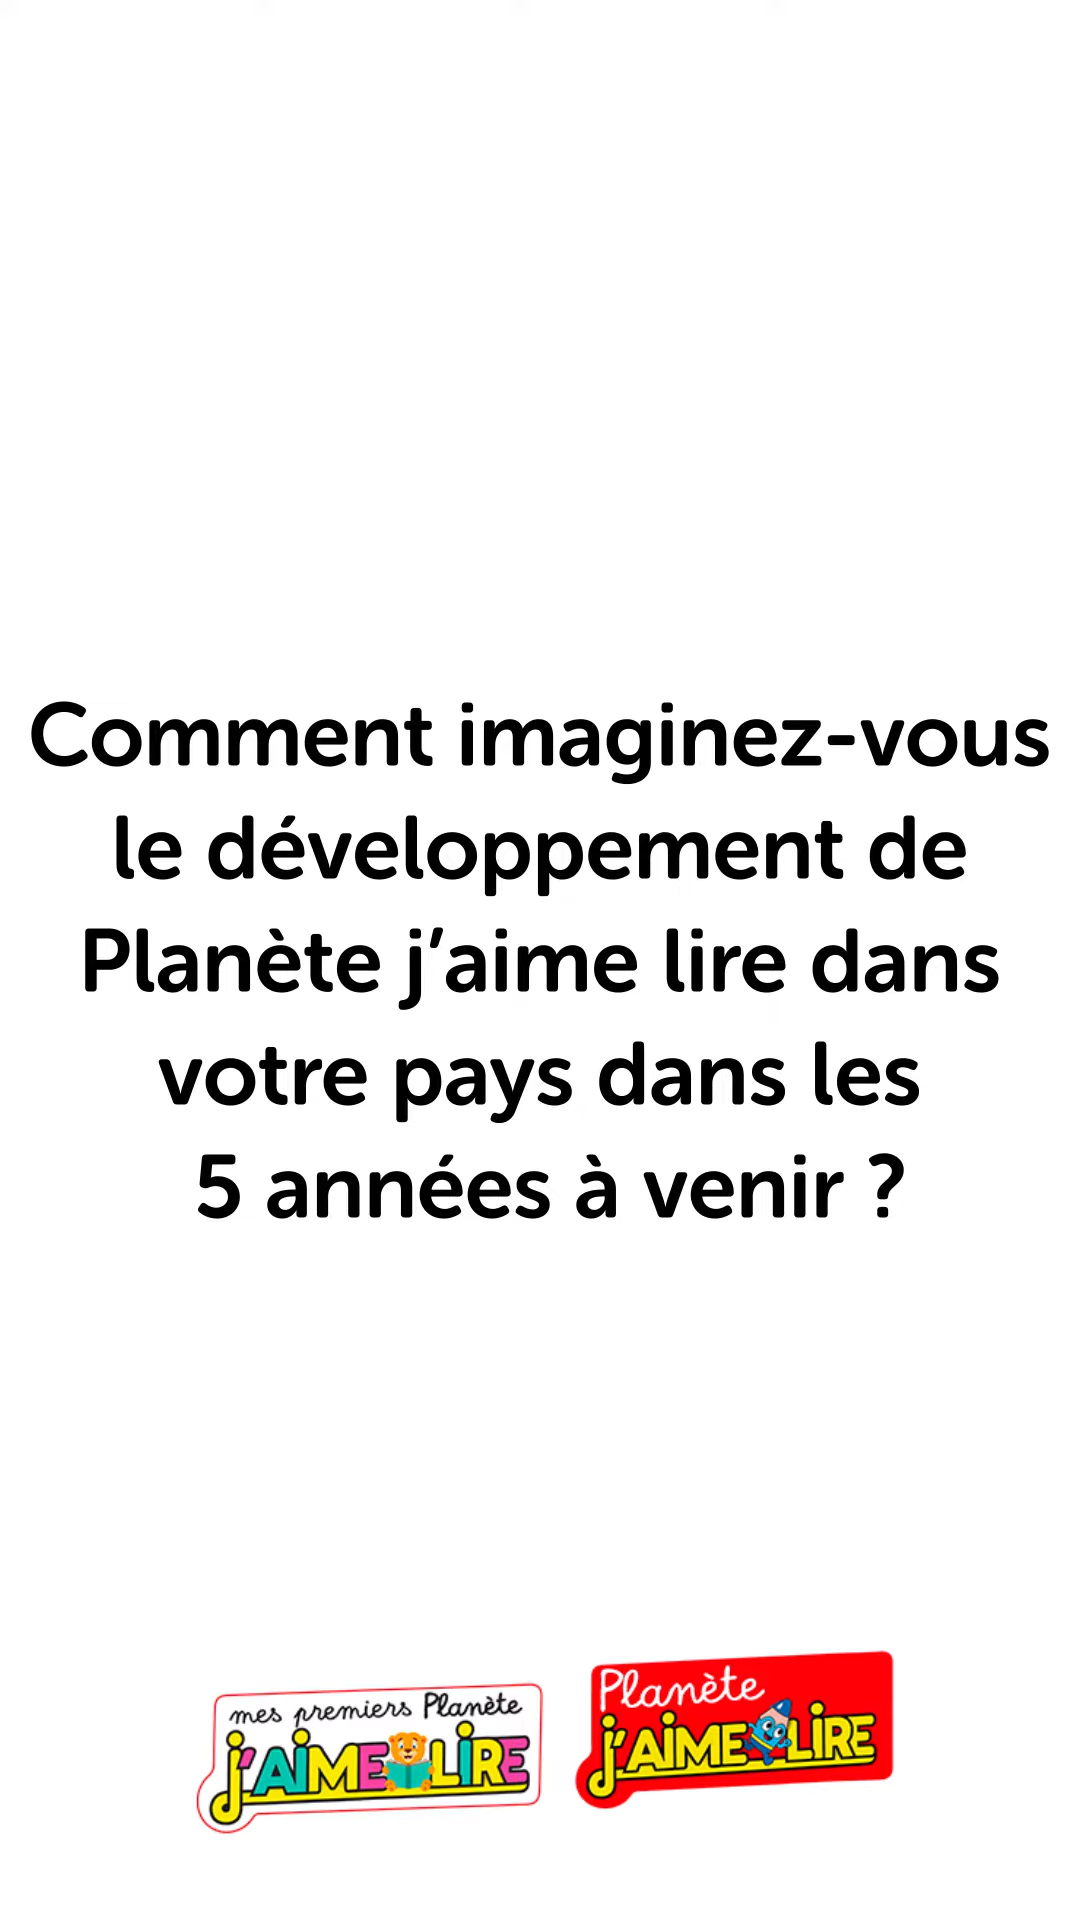 Comment imaginez-vous
le développement de
Planète j’aime lire dans
votre pays dans les
5 années à venir ?
mes premiers Planète
j'AiME LiRE
Planète
j'AiME LiRE